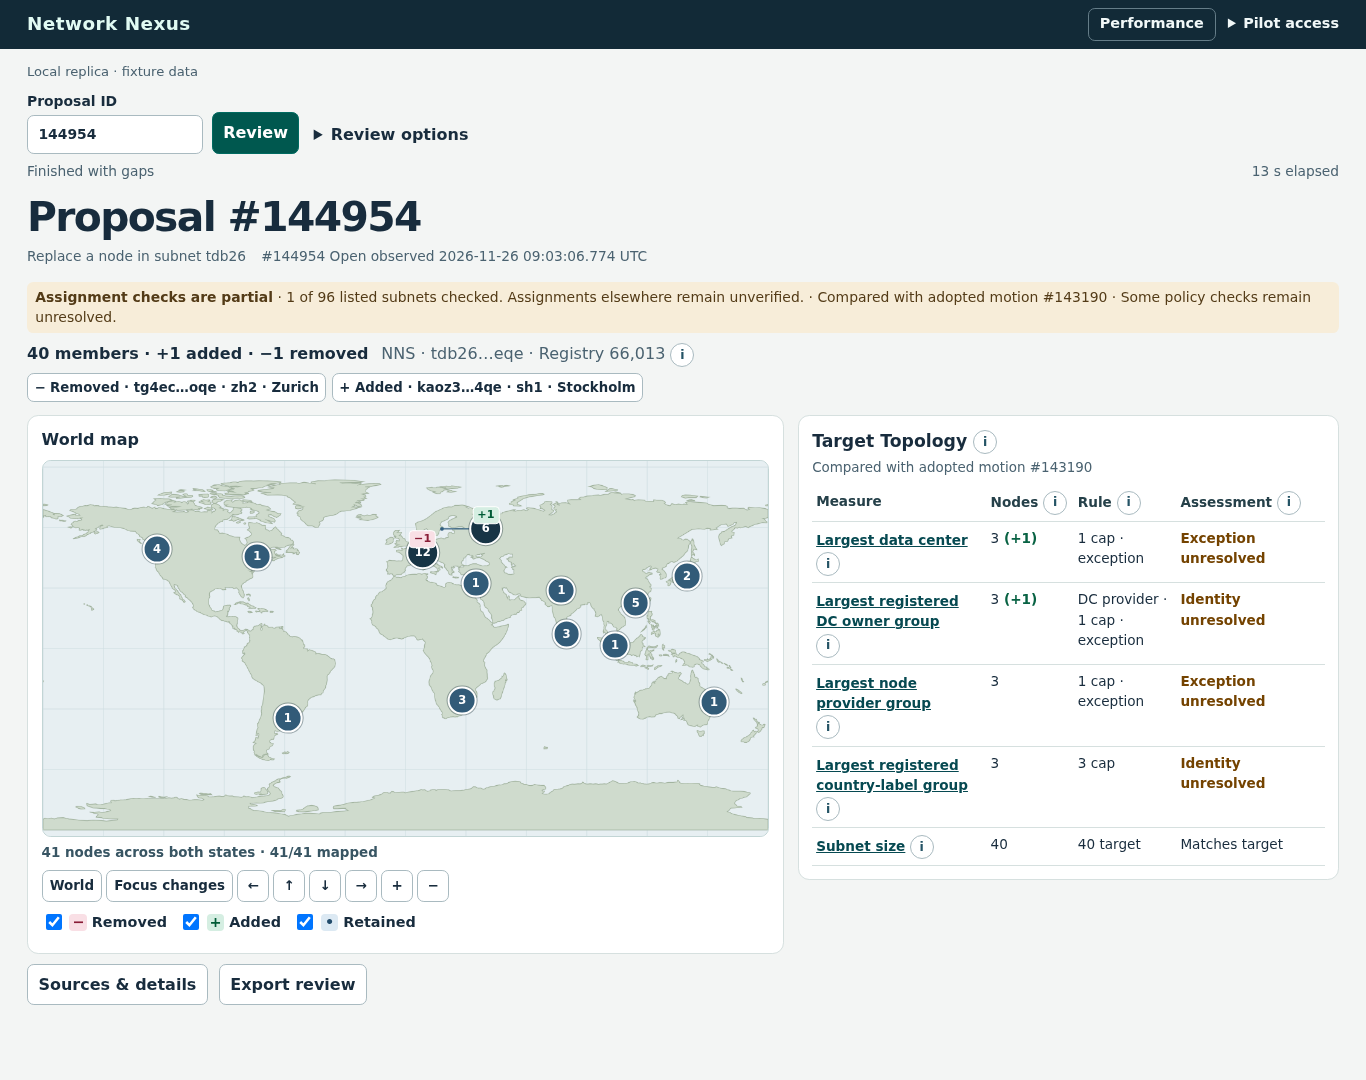 Network Nexus
Performance
▶ Pilot access
Local replica · fixture data
Proposal ID
144954
Review
▶ Review options
Finished with gaps
13 s elapsed
Proposal #144954
Replace a node in subnet tdb26 #144954 Open observed 2026-11-26 09:03:06.774 UTC
Assignment checks are partial · 1 of 96 listed subnets checked. Assignments elsewhere remain unverified. · Compared with adopted motion #143190 · Some policy checks remain
unresolved.
40 members · +1 added · −1 removed NNS · tdb26...eqe · Registry 66,013 i
− Removed · tg4ec...oqe · zh2 · Zurich
+ Added · kaoz3...4qe · sh1 · Stockholm
World map
+1
6
−1
12
4
1
1
1
2
5
3
1
3
1
1
41 nodes across both states · 41/41 mapped
World
Focus changes
← ↑ ↓ → + −
− Removed + Added • Retained
Target Topology i
Compared with adopted motion #143190
Measure Nodes i Rule i Assessment i
Largest data center i
3 (+1)
1 cap ·
exception
Exception
unresolved
Largest registered
DC owner group
i
3 (+1)
DC provider ·
1 cap ·
exception
Identity
unresolved
Largest node
provider group
i
3
1 cap ·
exception
Exception
unresolved
Largest registered
country-label group
i
3
3 cap
Identity
unresolved
Subnet size i
40
40 target
Matches target
Sources & details
Export review